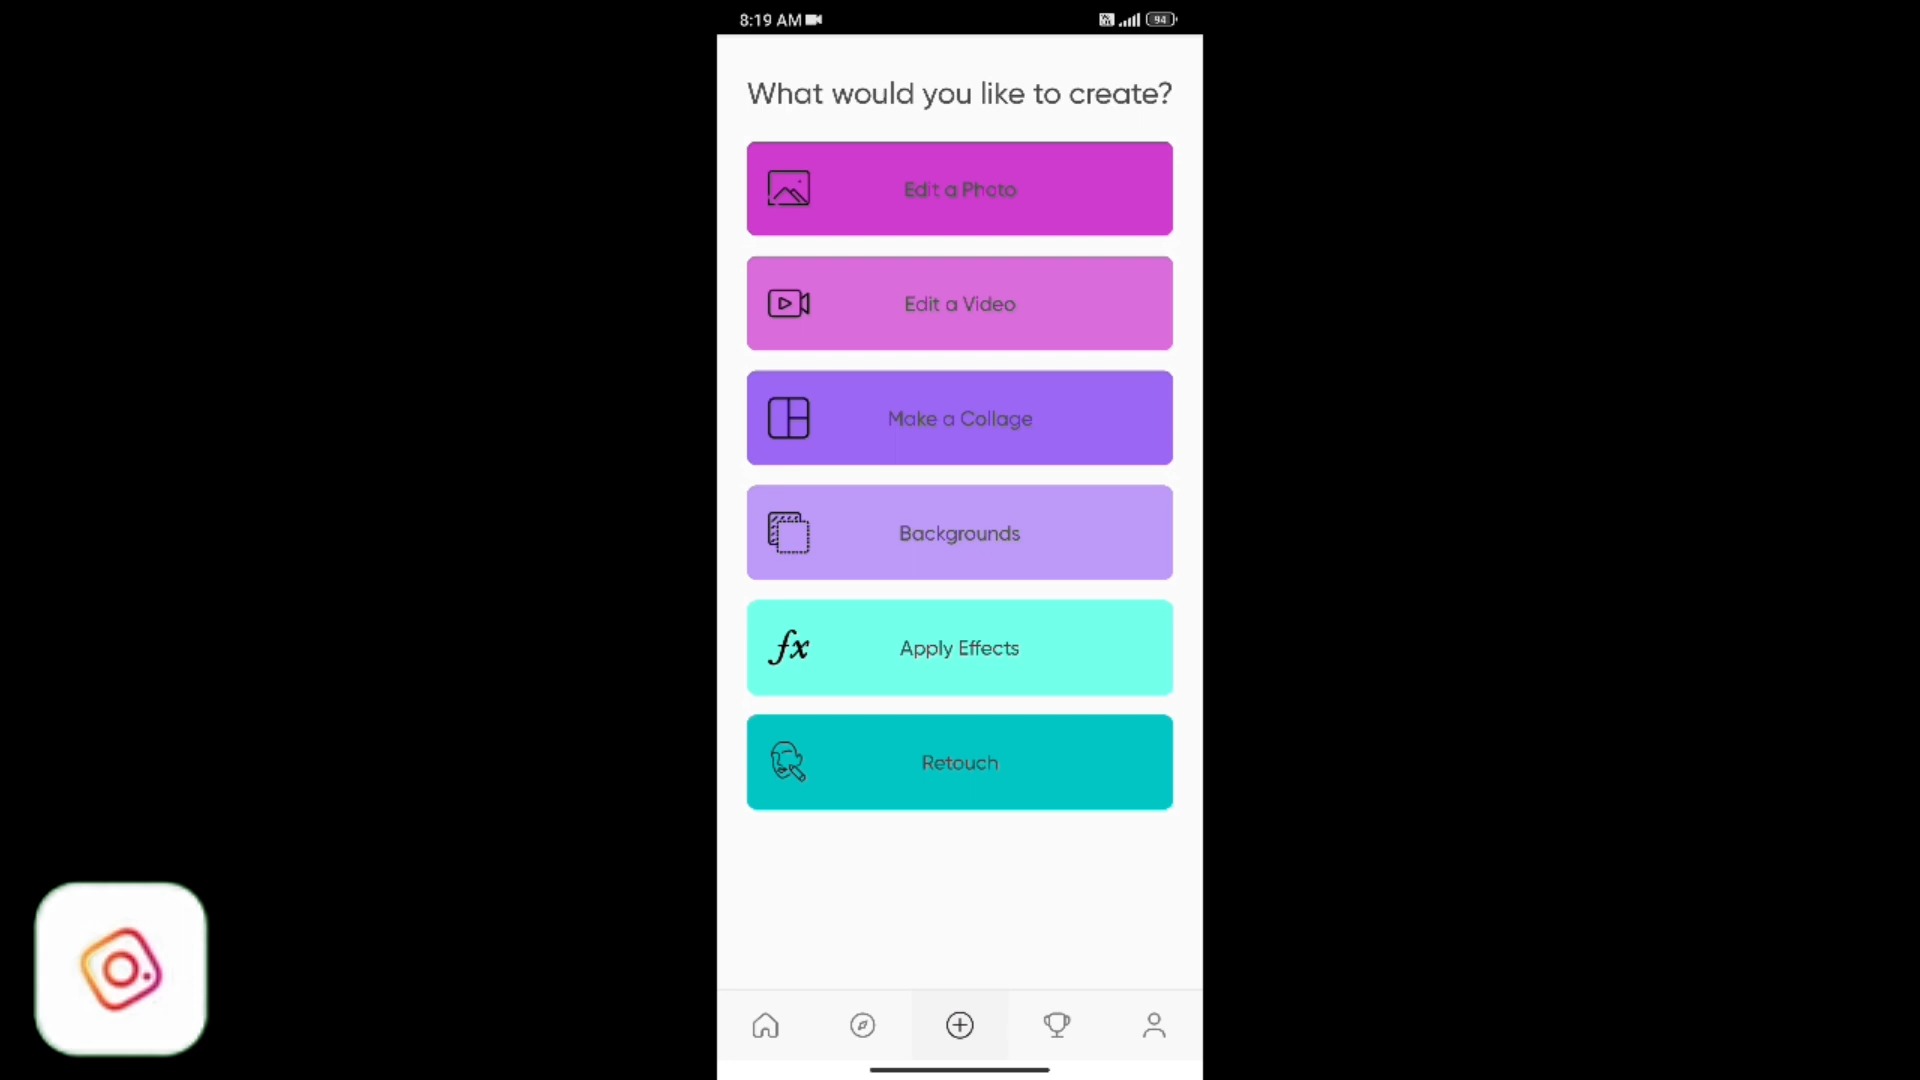 8:19 AM
94
What would you like to create?
Edit a Photo
Edit a Video
Make a Collage
Backgrounds
fx
Apply Effects
Retouch